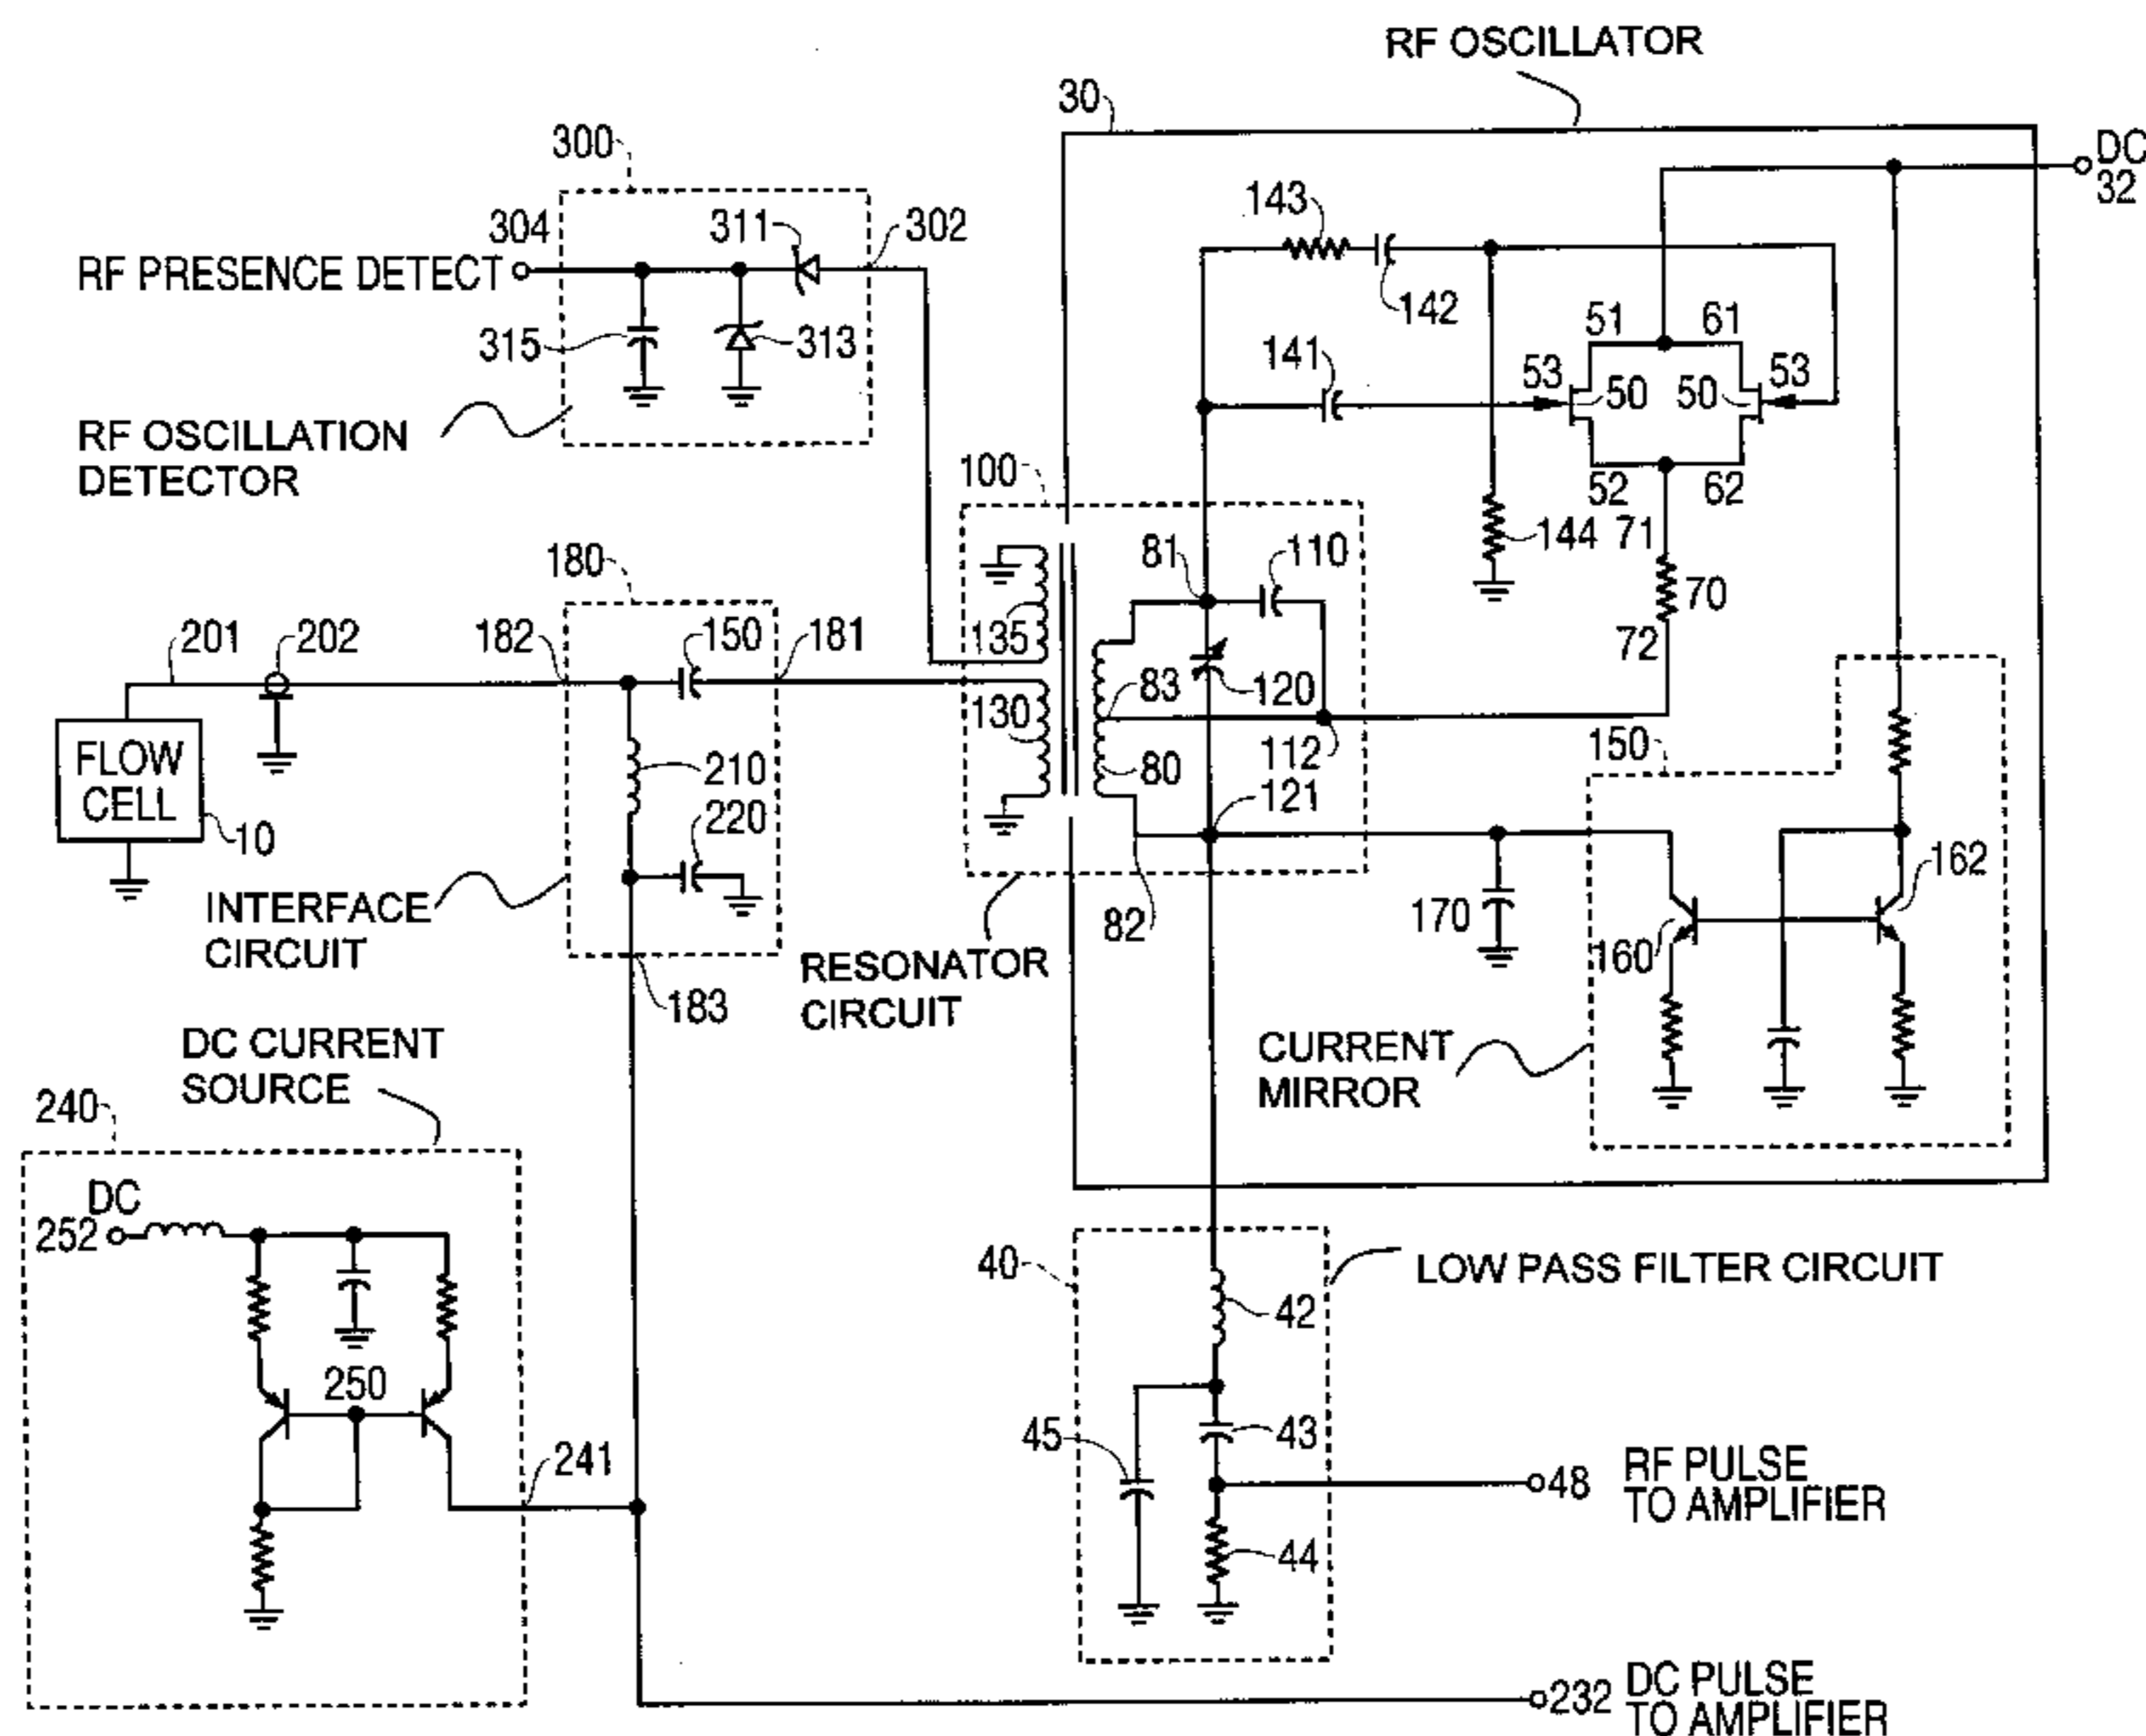 RF OSCILLATOR
30
DC
32
300
304
311
302
RF PRESENCE DETECT
315
313
RF OSCILLATION
DETECTOR
143
142
141
51
61
53
50
50
53
52
62
71
144
70
72
100
81
110
135
83
120
130
80
112
121
82
180
201
202
182
150
181
FLOW
CELL
10
210
220
INTERFACE
CIRCUIT
183
RESONATOR
CIRCUIT
150
170
160
162
CURRENT
MIRROR
DC CURRENT
SOURCE
240
DC
252
250
241
40
LOW PASS FILTER CIRCUIT
42
45
43
48
RF PULSE
TO AMPLIFIER
44
232
DC PULSE
TO AMPLIFIER